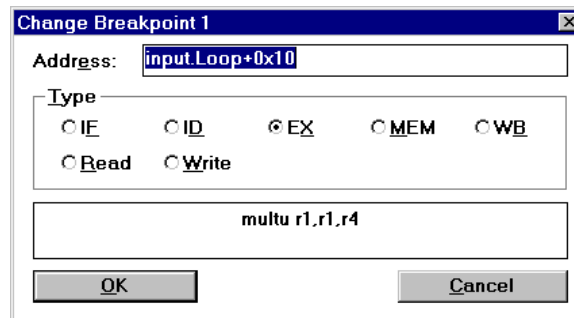 Change Breakpoint 1
Address: input.Loop+0x10
Type
IF ID EX MEM WB
Read Write
multu r1,r1,r4
OK Cancel